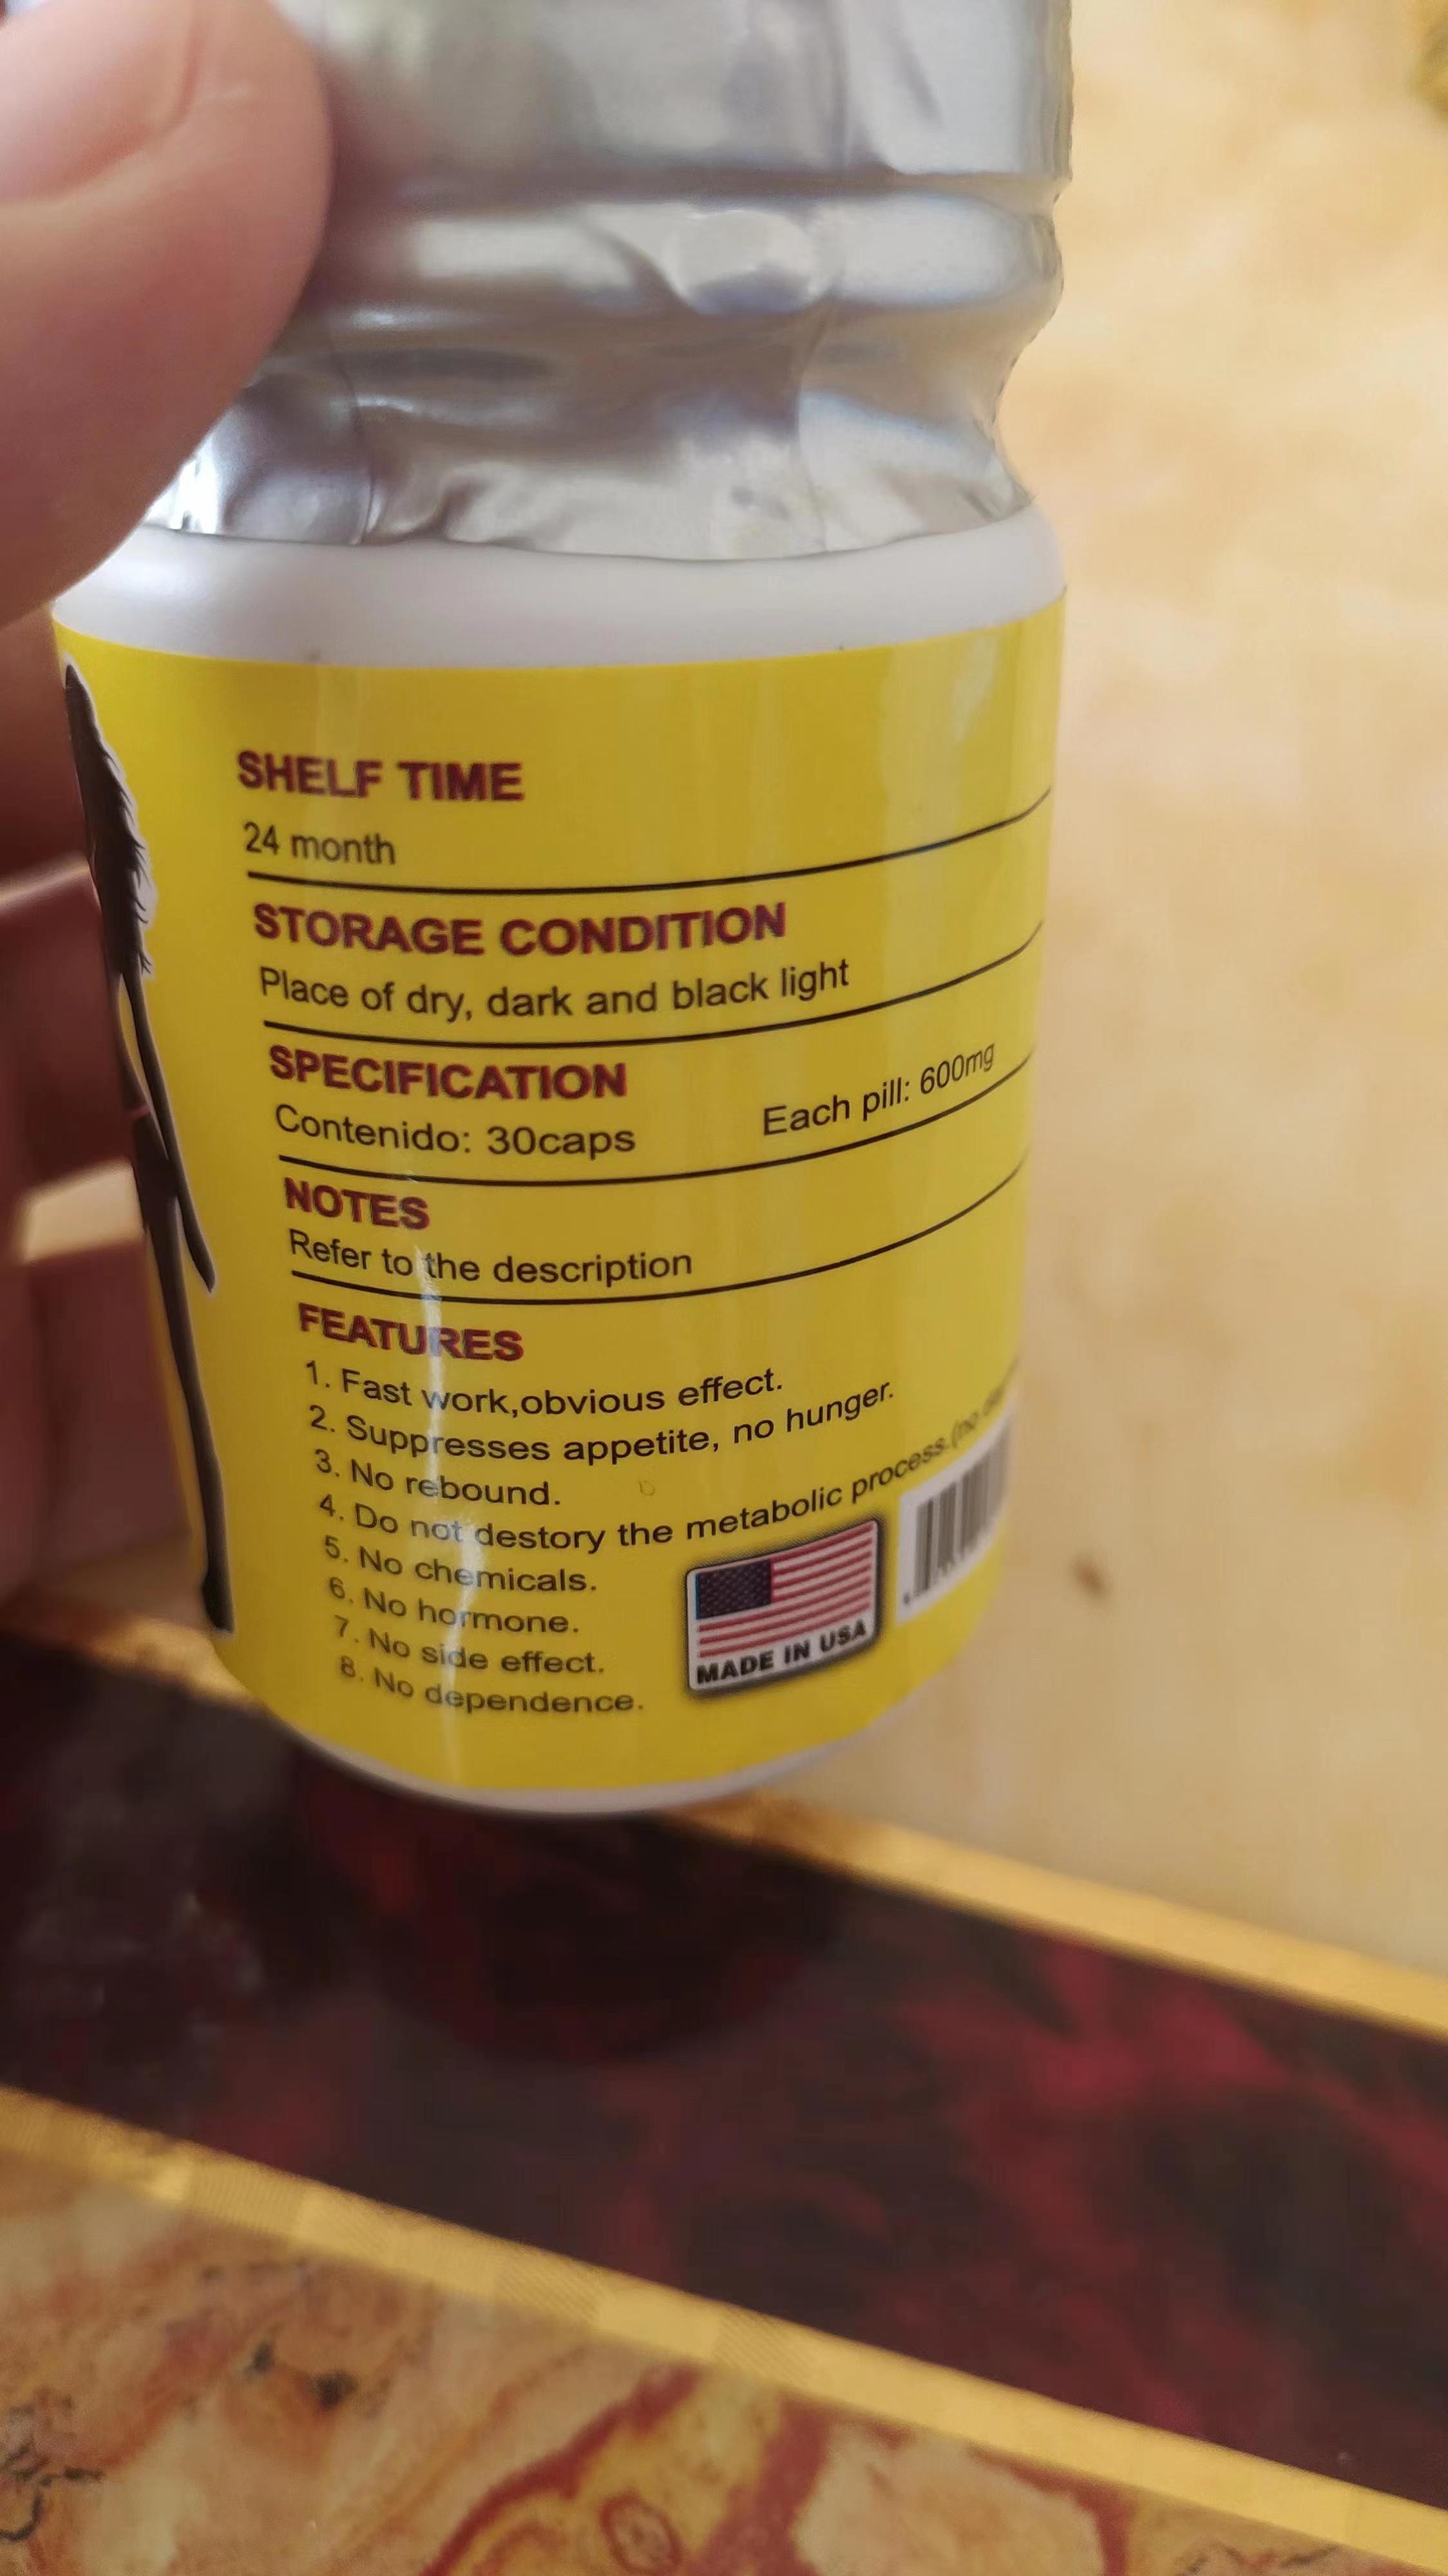 SHELF TIME
24 month
STORAGE CONDITION
Place of dry, dark and black light
SPECIFICATION
Contenido: 30caps Each pill: 600mg
NOTES
Refer to the description
FEATURES
1. Fast work,obvious effect.
2. Suppresses appetite, no hunger.
3. No rebound.
4. Do not destory the metabolic process.(no
5. No chemicals.
6. No hormone.
7. No side effect.
8. No dependence.
MADE IN USA